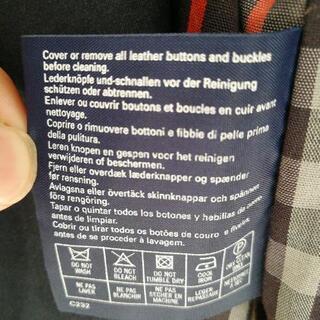 Cover or remove all leather buttons and buckles
before cleaning.
Lederknöpfe und-schnallen vor der Reinigung
schützen oder abtrennen.
Enlever ou couvrir boutons et boucles en cuir avant
nettoyage.
Coprire o rimuovere bottoni e fibbie di pelle prima
della pulitura.
Leren knopen en gespen voor het reinigen
verwijderen of beschermen.
Fjern eller overdæk læderknapper og spænder
før rensning.
Avlägsna eller övertäck skinnknappar och spännen
före rengöring.
Tapar o quintar todos los botones y hebillas de cuero
antes de limpiar.
Cobrir ou tirar todos os botões de couro e fivelas,
antes de se proceder à lavagem.
DO NOT WASH
DO NOT BLEACH
DO NOT TUMBLE DRY
COOL IRON
NE PAS LAVER
NE PAS BLANCHIR
NE PAS SECHER EN MACHINE
LEGER REPASSAGE
C232